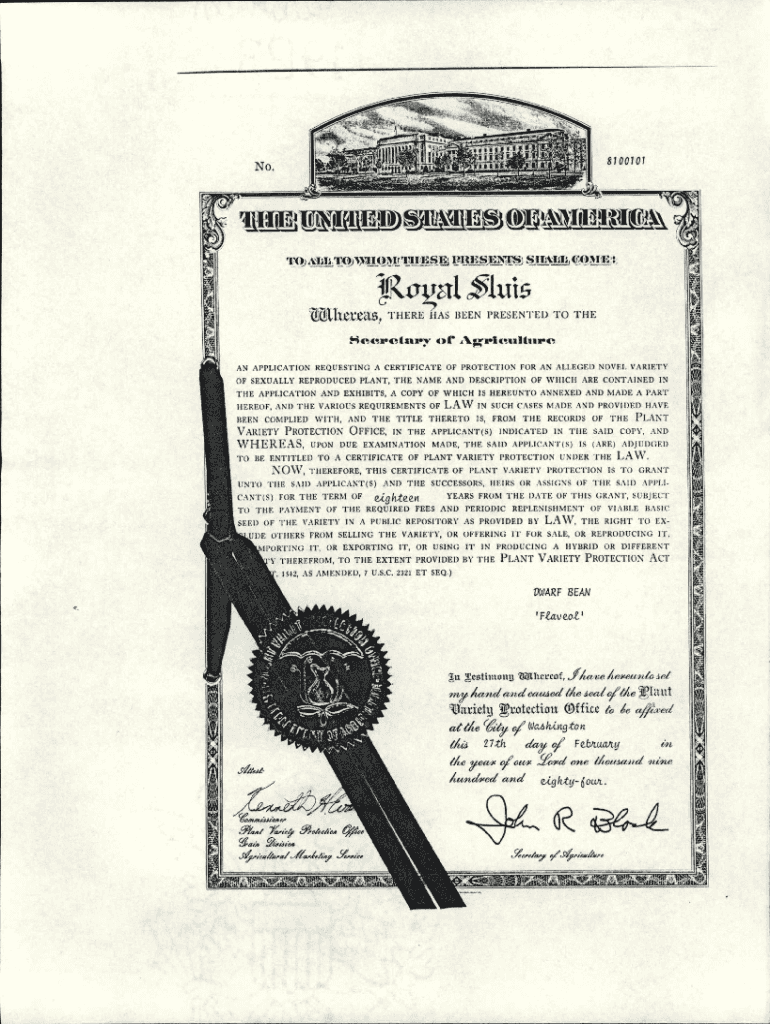 No.
8100101
THE UNITED STATES OF AMERICA
TO ALL TO WHOM THESE PRESENTS SHALL COME:
Royal Sluis
Whereas, THERE HAS BEEN PRESENTED TO THE
Secretary of Agriculture
AN APPLICATION REQUESTING A CERTIFICATE OF PROTECTION FOR AN ALLEGED NOVEL VARIETY
OF SEXUALLY REPRODUCED PLANT, THE NAME AND DESCRIPTION OF WHICH ARE CONTAINED IN
THE APPLICATION AND EXHIBITS, A COPY OF WHICH IS HEREUNTO ANNEXED AND MADE A PART
HEREOF, AND THE VARIOUS REQUIREMENTS OF LAW IN SUCH CASES MADE AND PROVIDED HAVE
BEEN COMPLIED WITH, AND THE TITLE THERETO IS, FROM THE RECORDS OF THE PLANT
VARIETY PROTECTION OFFICE, IN THE APPLICANT(S) INDICATED IN THE SAID COPY, AND
WHEREAS, UPON DUE EXAMINATION MADE, THE SAID APPLICANT(S) IS (ARE) ADJUDGED
TO BE ENTITLED TO A CERTIFICATE OF PLANT VARIETY PROTECTION UNDER THE LAW.
NOW, THEREFORE, THIS CERTIFICATE OF PLANT VARIETY PROTECTION IS TO GRANT
UNTO THE SAID APPLICANT(S) AND THE SUCCESSORS, HEIRS OR ASSIGNS OF THE SAID APPLI-
CANT(S) FOR THE TERM OF eighteen YEARS FROM THE DATE OF THIS GRANT, SUBJECT
TO THE PAYMENT OF THE REQUIRED FEES AND PERIODIC REPLENISHMENT OF VIABLE BASIC
SEED OF THE VARIETY IN A PUBLIC REPOSITORY AS PROVIDED BY LAW, THE RIGHT TO EX-
LUDE OTHERS FROM SELLING THE VARIETY, OR OFFERING IT FOR SALE, OR REPRODUCING IT,
IMPORTING IT, OR EXPORTING IT, OR USING IT IN PRODUCING A HYBRID OR DIFFERENT
TY THEREFROM, TO THE EXTENT PROVIDED BY THE PLANT VARIETY PROTECTION ACT
T. 1542, AS AMENDED, 7 U.S.C. 2321 ET SEQ.)
DWARF BEAN
'Flaveol'
In Testimony Whereof, I have hereunto set
my hand and caused the seal of the Plant
Variety Protection Office to be affixed
at the City of Washington
this 27th day of February in
the year of our Lord one thousand nine
hundred and eighty-four.
Attest:
John R Block
Commissioner
Plant Variety Protection Office
Grain Division
Agricultural Marketing Service
Secretary of Agriculture